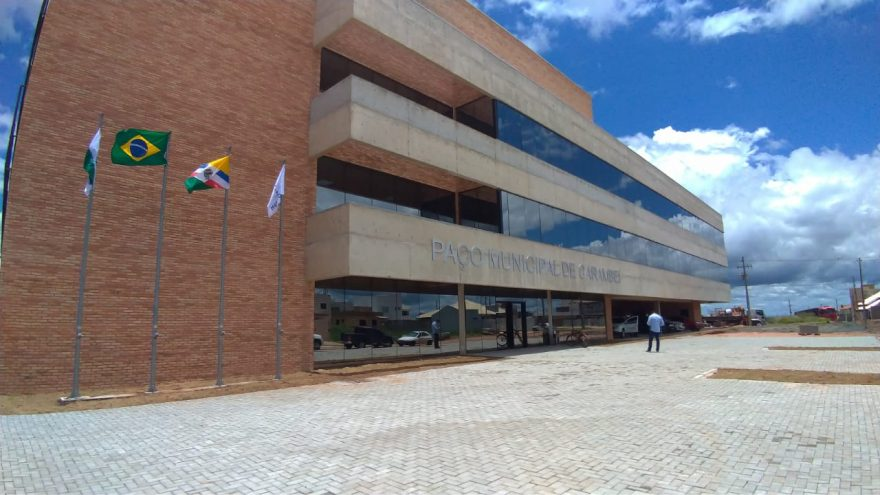 PAÇO MUNICIPAL DE CARAMBEÍ